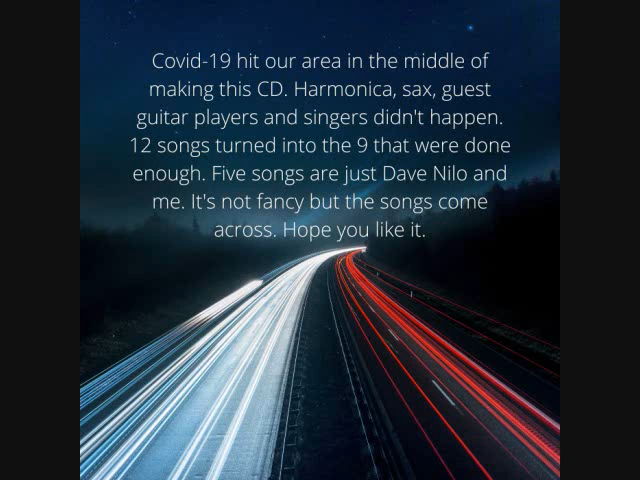 Covid-19 hit our area in the middle of
making this CD. Harmonica, sax, guest
guitar players and singers didn't happen.
12 songs turned into the 9 that were done
enough. Five songs are just Dave Nilo and
me. It's not fancy but the songs come
across. Hope you like it.